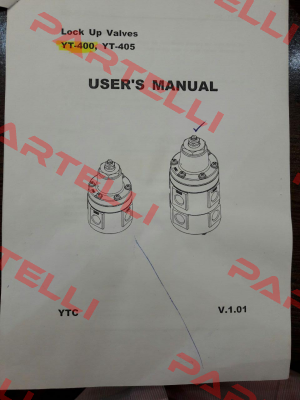 Lock Up Valves
YT-400, YT-405
USER'S MANUAL
YTC
V.1.01
PARTELLI
PARTELLI
PARTELLI
PARTELLI